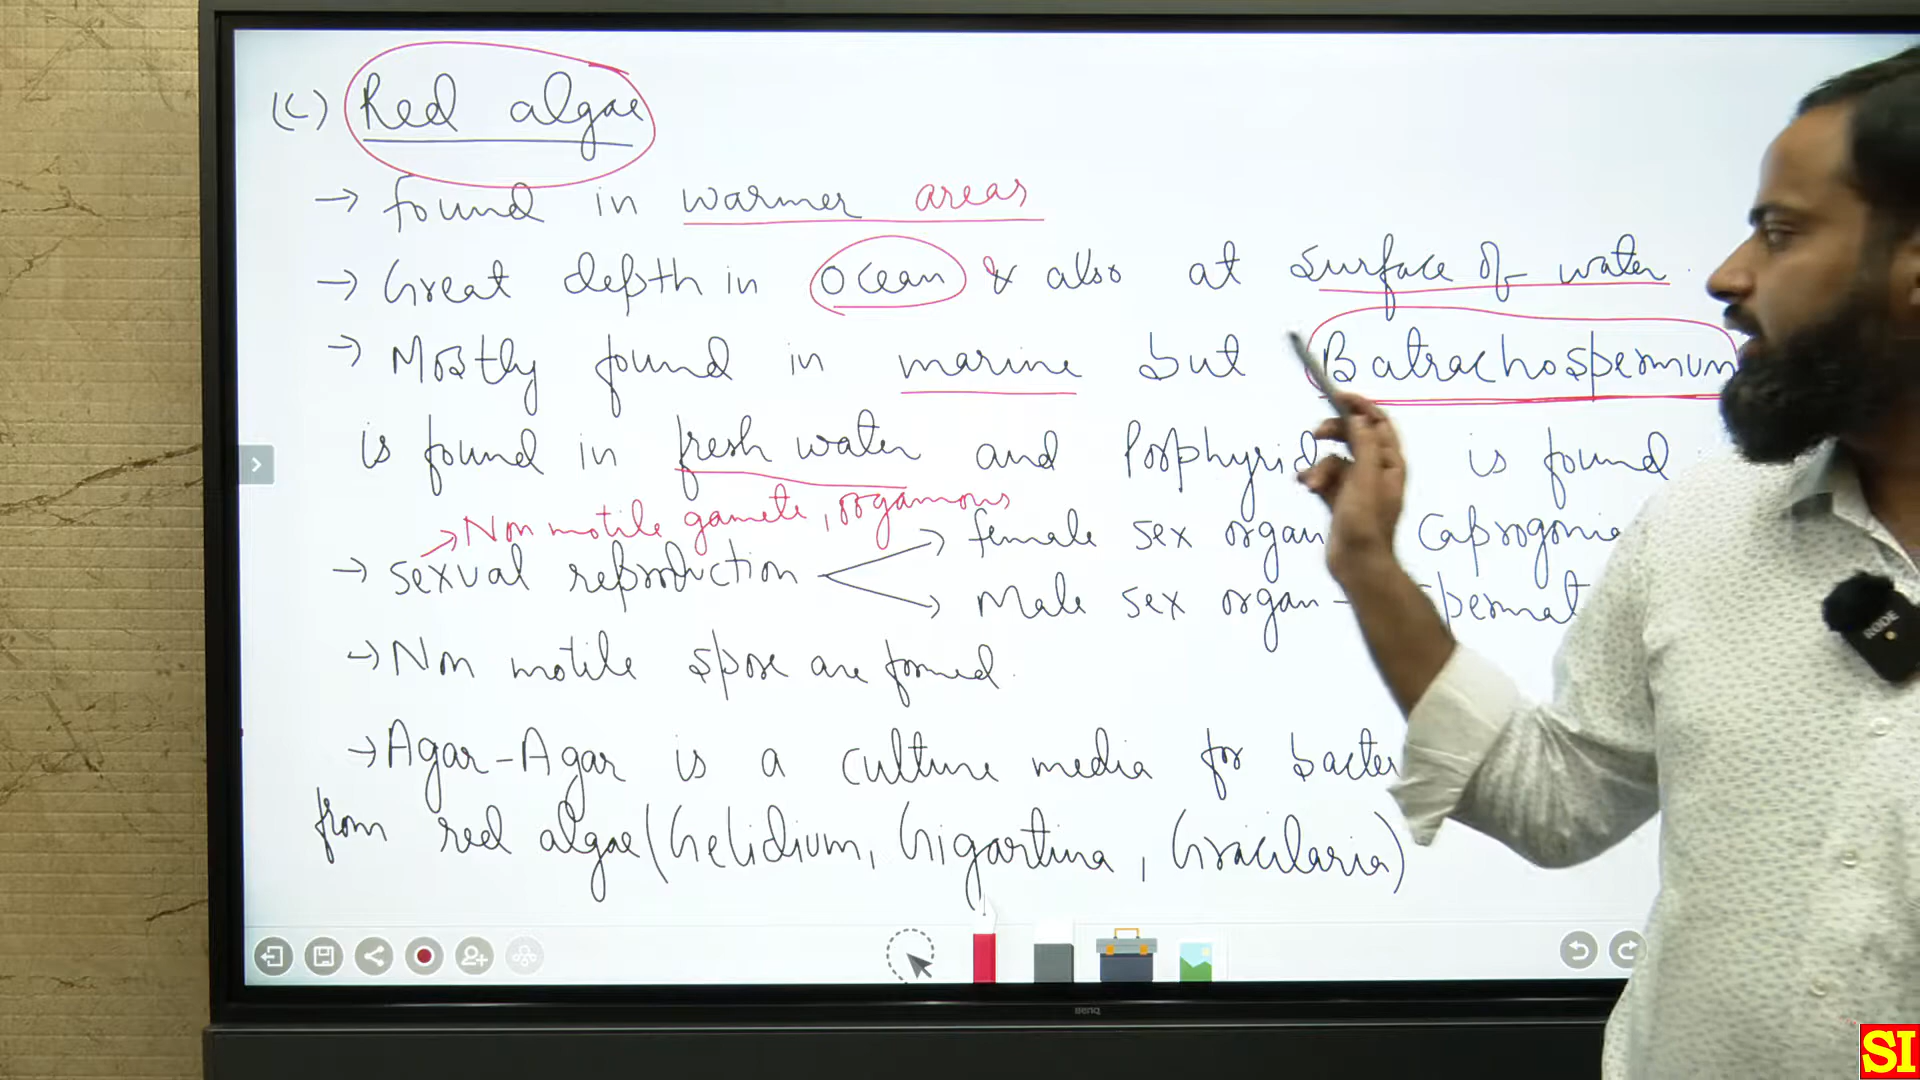 (C) Red algae
→ found in warmer areas
→ Great depth in Ocean & also at surface of water
→ Mostly found in marine but Batrachospermum
is found in fresh water and is found
→ Non motile gamete, oogamous
→ sexual reproduction
→ female sex organ
→ Male sex organ -
→ Non motile spore are formed.
→ Agar-Agar is a culture media for
from red algae (Gelidium, Gigartina, Gracilaria)
BenQ
RODE
SI